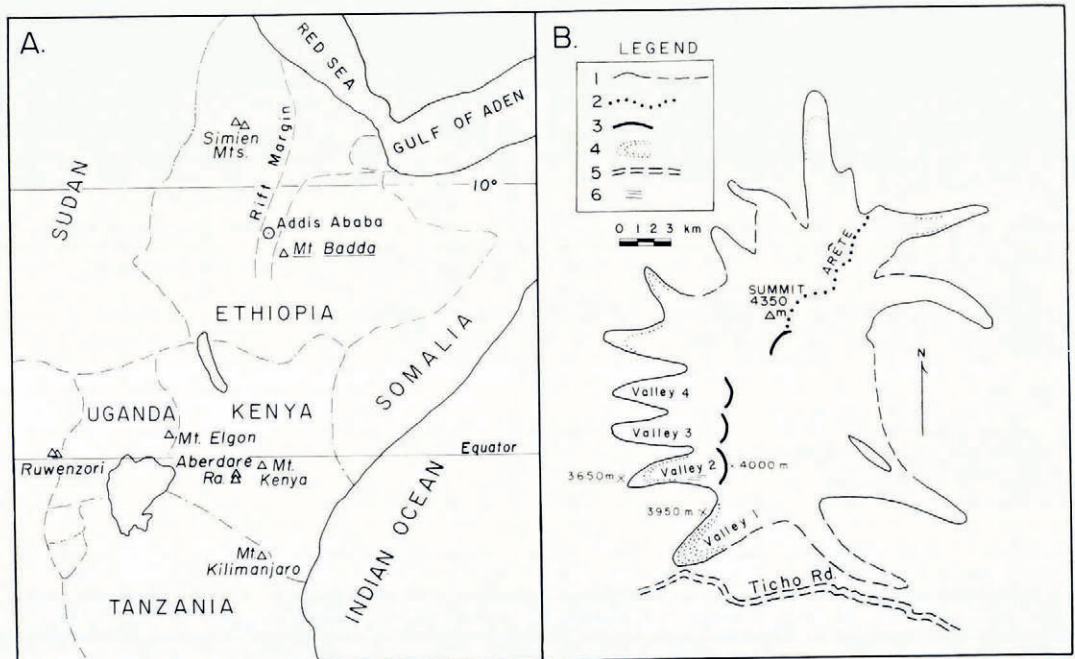 A.
RED SEA
GULF OF ADEN
Simien
Mts.
Rift Margin
10°
SUDAN
Addis Ababa
Mt Badda
ETHIOPIA
SOMALIA
UGANDA
KENYA
Mt. Elgon
Equator
Ruwenzori
Aberdare
Ra.
Mt.
Kenya
INDIAN OCEAN
Mt
Kilimanjaro
TANZANIA
B.
LEGEND
1
2
3
4
5
6
0 1 2 3 km
ARÊTE
SUMMIT
4350
m
N
Valley 4
Valley 3
Valley 2
4000 m
3650m
3950 m
Valley 1
Ticho Rd.